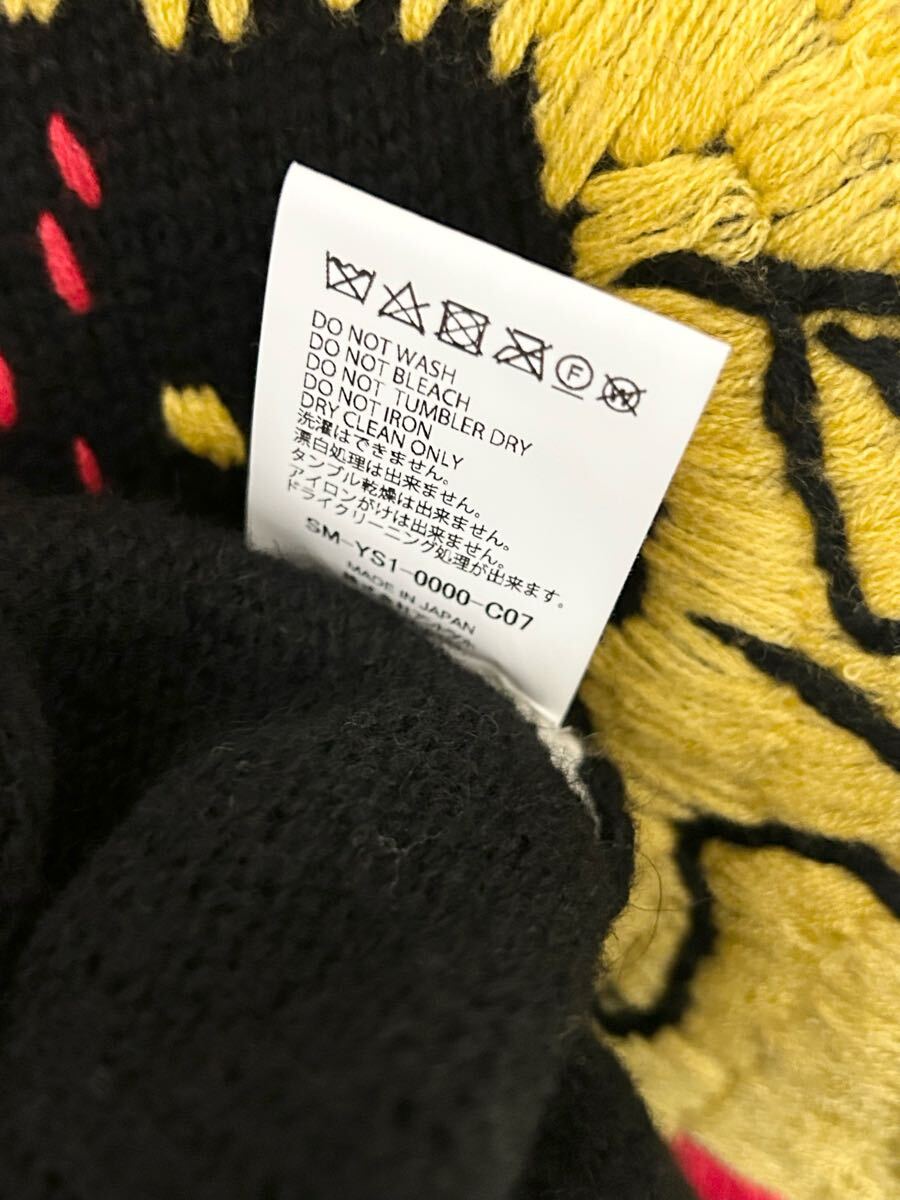 F W
DO NOT WASH
DO NOT BLEACH
DO NOT TUMBLER DRY
DO NOT IRON
DRY CLEAN ONLY
洗濯はできません。
漂白処理は出来ません。
タンブル乾燥は出来ません。
アイロンがけは出来ません。
ドライクリーニング処理が出来ます。
SM-YS1-0000-C07
MADE IN JAPAN